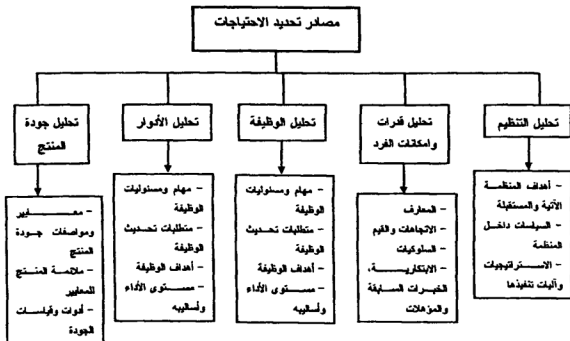 مصادر تحديد الاحتياجات
تحليل التنظيم
تحليل قدرات
وامكانات الفرد
تحليل الوظيفة
تحليل الأدوار
تحليل جودة
المنتج
- أهداف المنظمة
الآنية والمستقبلة
- السياسات داخل
المنظمة
- الاستراتيجيات
وآليات تنفيذها
- المعارف
- الاتجاهات والقيم
- السلوكيات
- الابتكارية،
الخبرات السابقة
والمؤهلات
- مهام ومسئوليات
الوظيفة
- متطلبات تحديث
الوظيفة
- أهداف الوظيفة
- مستوى الأداء
وأساليبه
- مهام ومسئوليات
الوظيفة
- متطلبات تحديث
الوظيفة
- أهداف الوظيفة
- مستوى الأداء
وأساليبه
- معايير
ومواصفات جودة
المنتج
- ملائمة المنتج
للمعايير
- أدوات وقياسات
الجودة